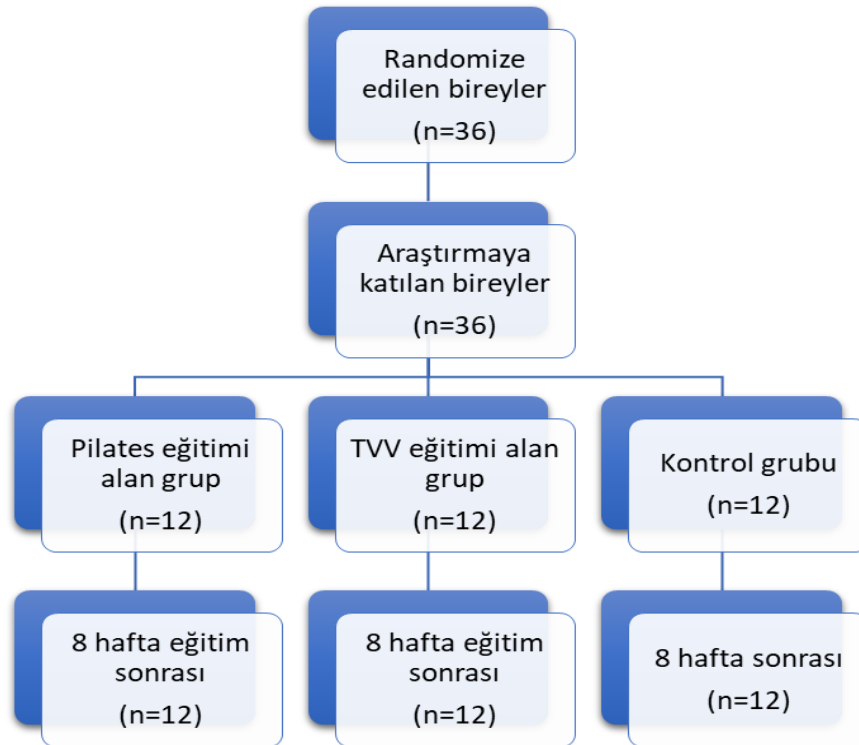 Randomize
edilen bireyler
(n=36)
Araştırmaya
katılan bireyler
(n=36)
Pilates eğitimi
alan grup
(n=12)
TVV eğitimi alan
grup
(n=12)
Kontrol grubu
(n=12)
8 hafta eğitim
sonrası
(n=12)
8 hafta eğitim
sonrası
(n=12)
8 hafta sonrası
(n=12)